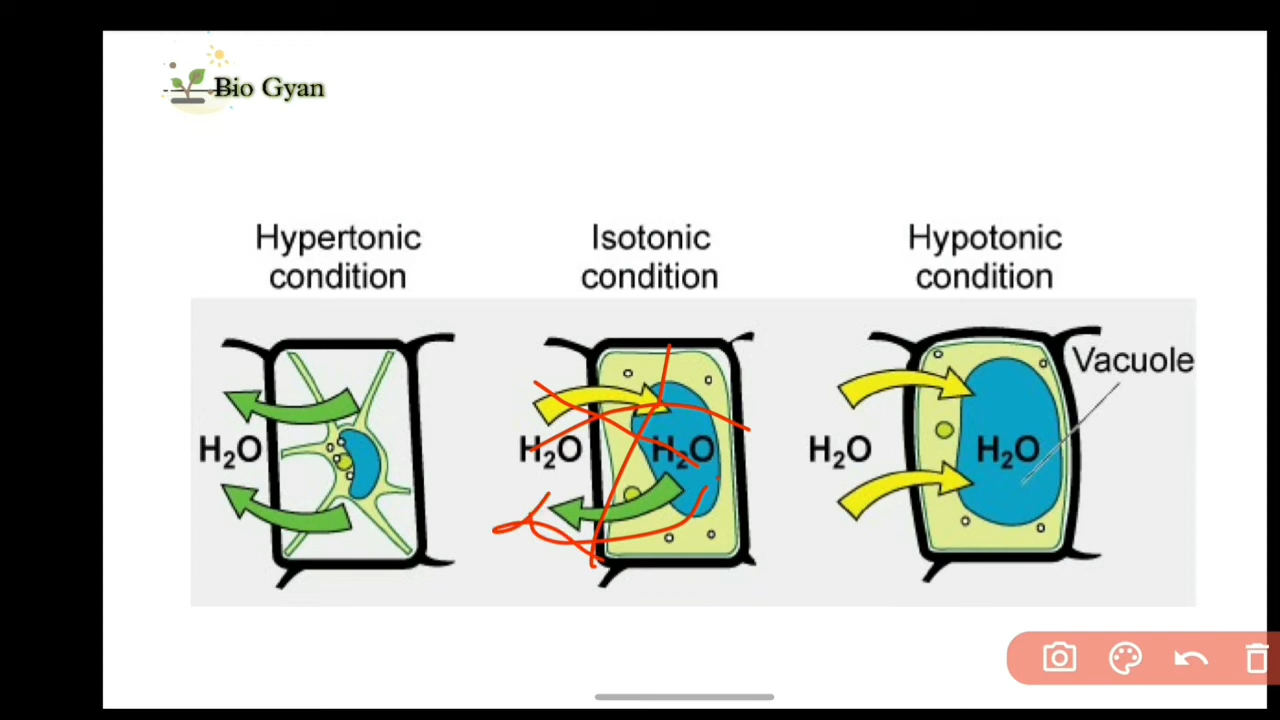 Bio Gyan
Hypertonic
condition
Isotonic
condition
Hypotonic
condition
Vacuole
H₂O
H₂O
H₂O
H₂O
H₂O